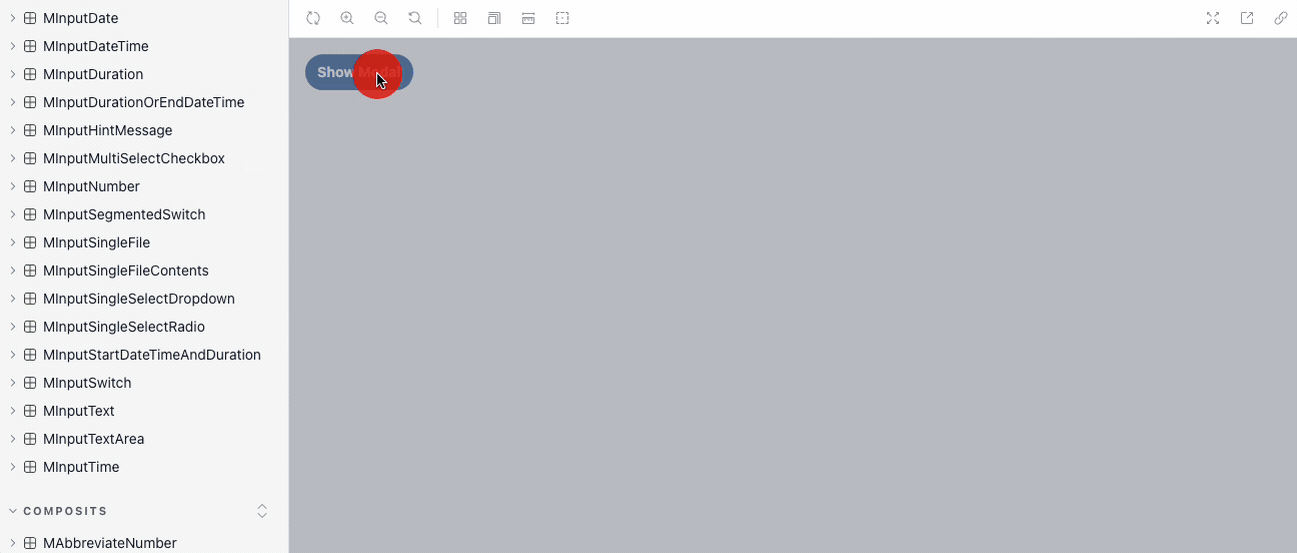 MInputDate
MInputDateTime
MInputDuration
MInputDurationOrEndDateTime
MInputHintMessage
MInputMultiSelectCheckbox
MInputNumber
MInputSegmentedSwitch
MInputSingleFile
MInputSingleFileContents
MInputSingleSelectDropdown
MInputSingleSelectRadio
MInputStartDateTimeAndDuration
MInputSwitch
MInputText
MInputTextArea
MInputTime
COMPOSITS
MAbbreviateNumber
Show Modal